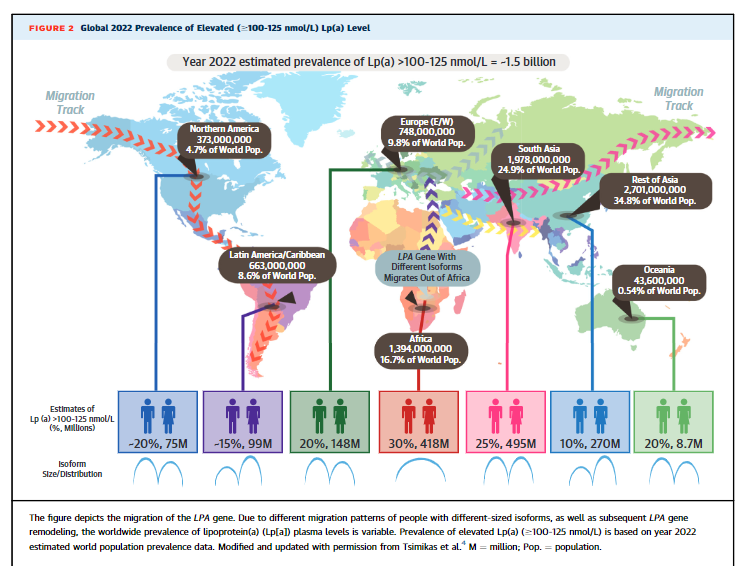 FIGURE 2 Global 2022 Prevalence of Elevated (≥100-125 nmol/L) Lp(a) Level
Year 2022 estimated prevalence of Lp(a) >100-125 nmol/L = ~1.5 billion
Migration
Track
Migration
Track
Northern America
373,000,000
4.7% of World Pop.
Europe (E/W)
748,000,000
9.8% of World Pop.
South Asia
1,978,000,000
24.9% of World Pop.
Rest of Asia
2,701,000,000
34.8% of World Pop.
Latin America/Caribbean
663,000,000
8.6% of World Pop.
LPA Gene With
Different Isoforms
Migrates Out of Africa
Oceania
43,600,000
0.54% of World Pop.
Africa
1,394,000,000
16.7% of World Pop.
Estimates of
Lp (a) >100-125 nmol/L
(%, Millions)
~20%, 75M
~15%, 99M
20%, 148M
30%, 418M
25%, 495M
10%, 270M
20%, 8.7M
Isoform
Size/Distribution
The figure depicts the migration of the LPA gene. Due to different migration patterns of people with different-sized isoforms, as well as subsequent LPA gene
remodeling, the worldwide prevalence of lipoprotein(a) (Lp[a]) plasma levels is variable. Prevalence of elevated Lp(a) (≥100-125 nmol/L) is based on year 2022
estimated world population prevalence data. Modified and updated with permission from Tsimikas et al.4 M = million; Pop. = population.